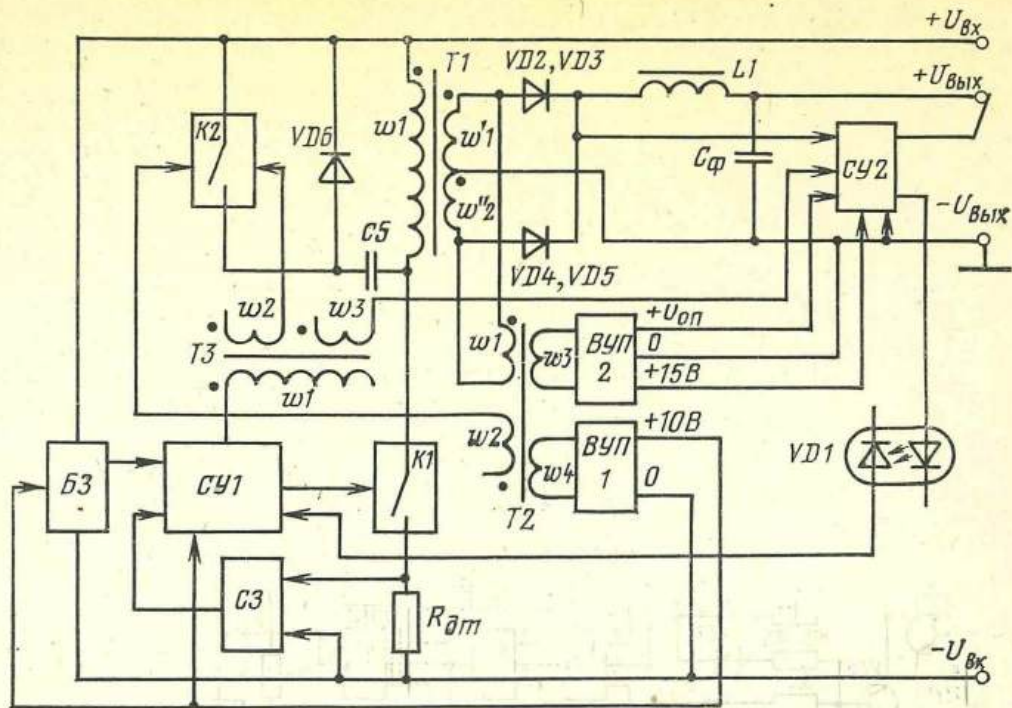 +Uвх
T1
VD2,VD3
L1
+Uвых
К2
VD6
w1
w'1
w"2
Cф
СУ2
-Uвых
C5
VD4, VD5
w2
w3
+Uоп
T3
w1
w1
w3
ВУП
2
0
+15В
w2
w4
ВУП
1
+10В
0
VD1
К1
БЗ
СУ1
T2
СЗ
Rдт
-Uвх